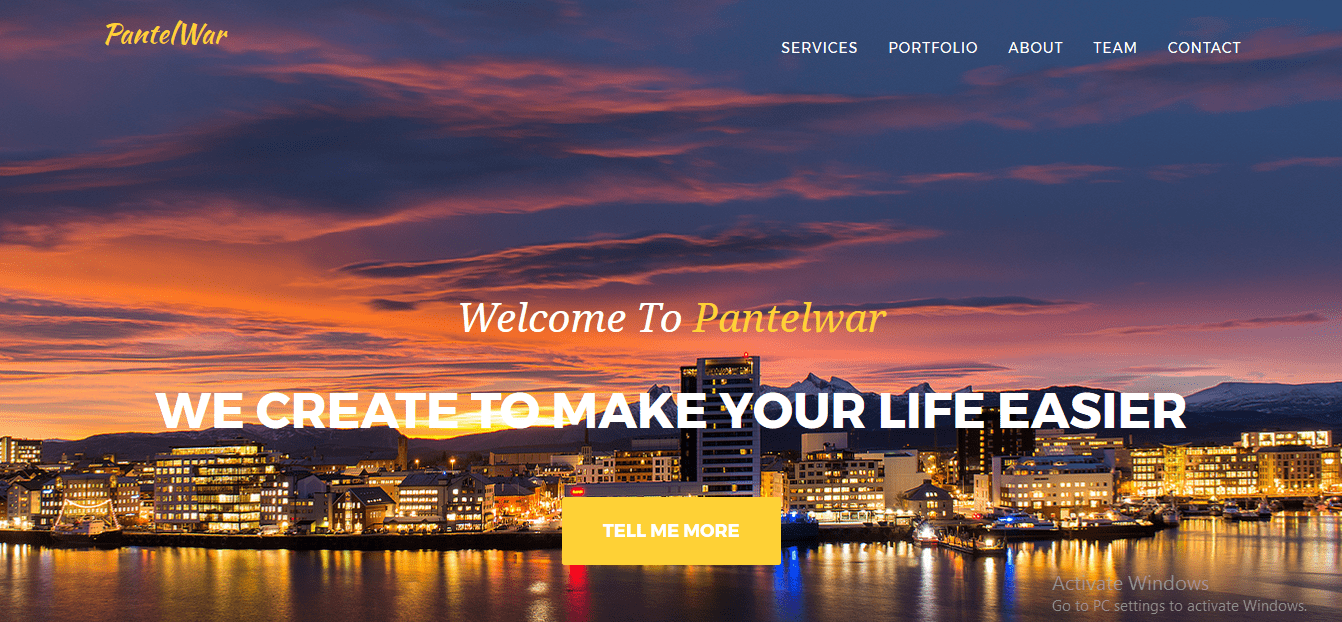 PantelWar
SERVICES PORTFOLIO ABOUT TEAM CONTACT
Welcome To Pantelwar
WE CREATE TO MAKE YOUR LIFE EASIER
TELL ME MORE
Activate Windows
Go to PC settings to activate Windows.